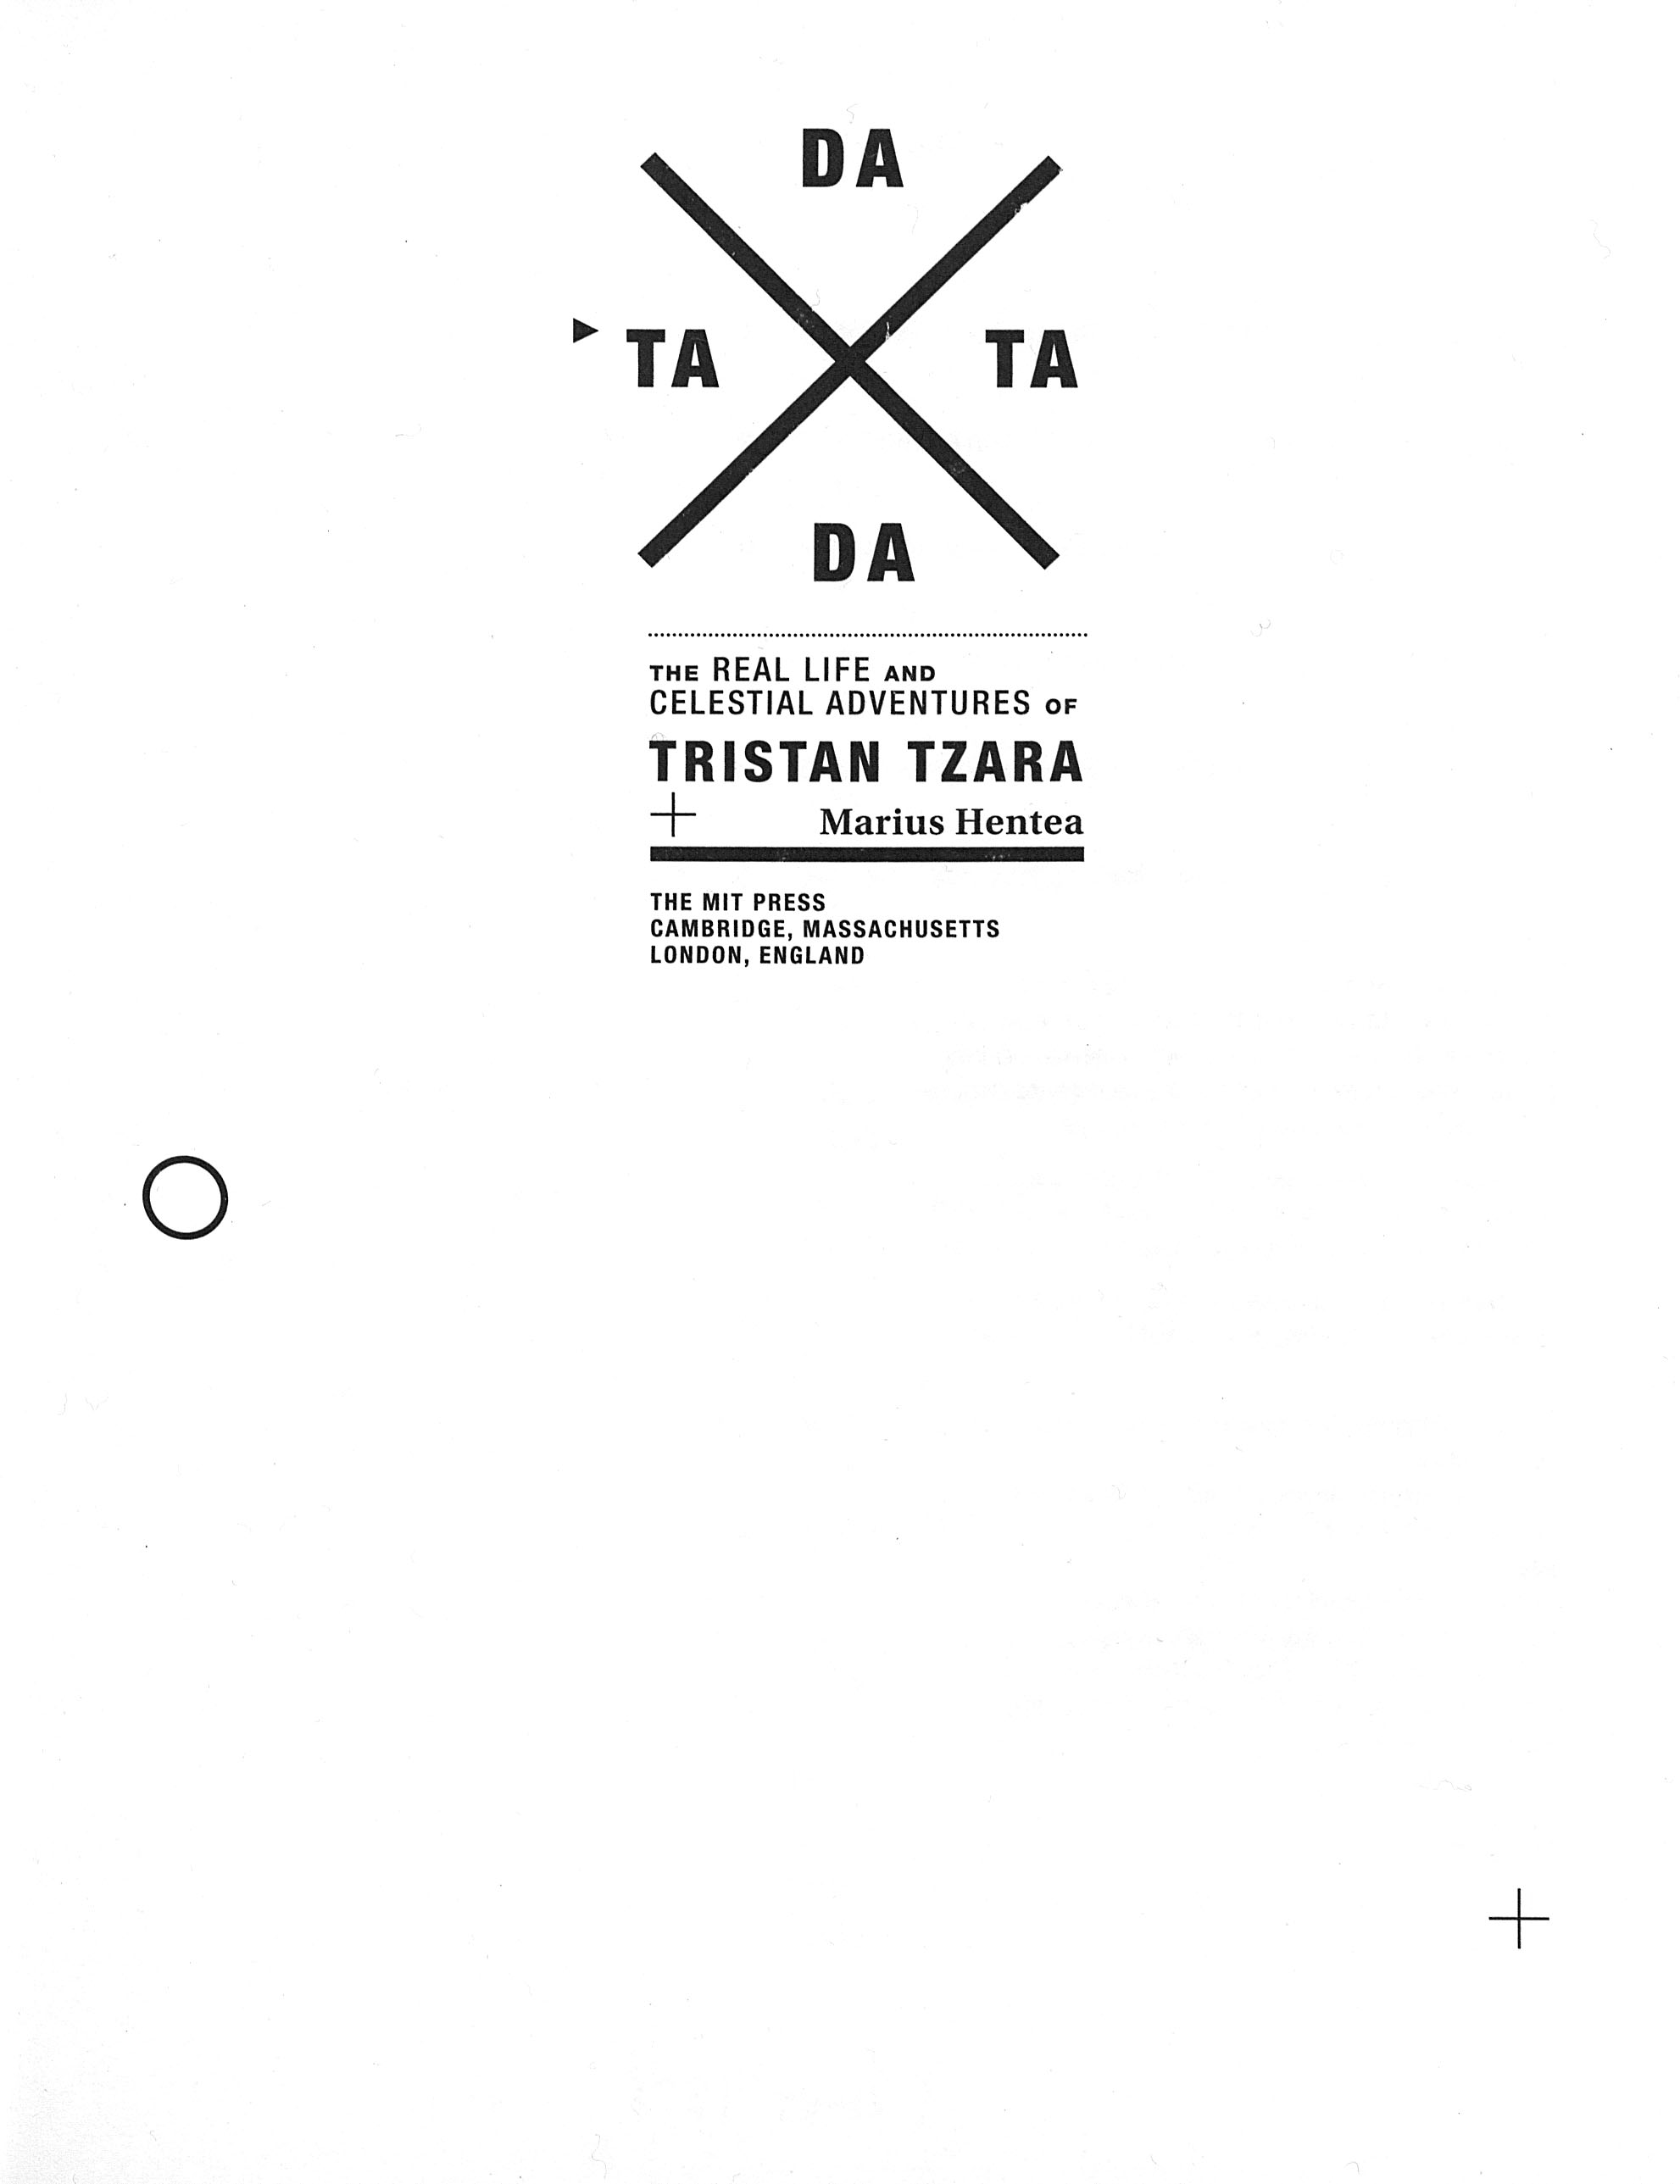 DA
TA TA
DA
THE REAL LIFE AND
CELESTIAL ADVENTURES OF
TRISTAN TZARA
Marius Hentea
THE MIT PRESS
CAMBRIDGE, MASSACHUSETTS
LONDON, ENGLAND